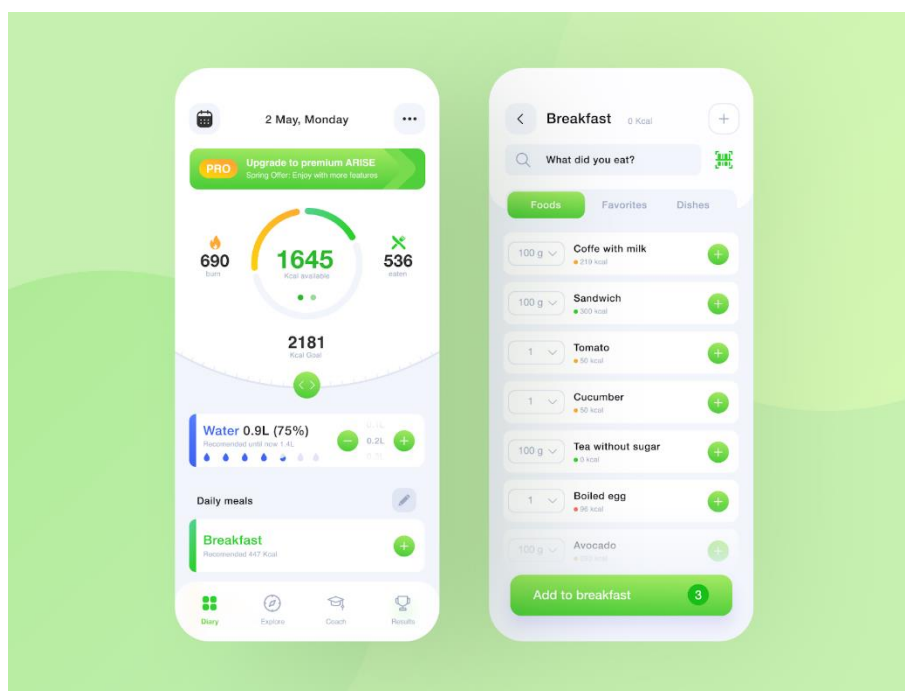 2 May, Monday
PRO
Upgrade to premium ARISE
Soring Offer: Enjoy with more features
690
burn
1645
Kcal available
536
eaten
2181
Kcal Goal
Water 0.9L (75%)
Recomended until now 1.4L
0.2L
Daily meals
Breakfast
Recomended 447 Kcal
Diary
Explore
Coach
Results
Breakfast 0 Kcal
What did you eat?
Foods Favorites Dishes
100 g Coffe with milk
219 kcal
100 g Sandwich
300 kcal
1 Tomato
50 kcal
1 Cucumber
50 kcal
100 g Tea without sugar
0 kcal
1 Boiled egg
96 kcal
100 g Avocado
Add to breakfast 3